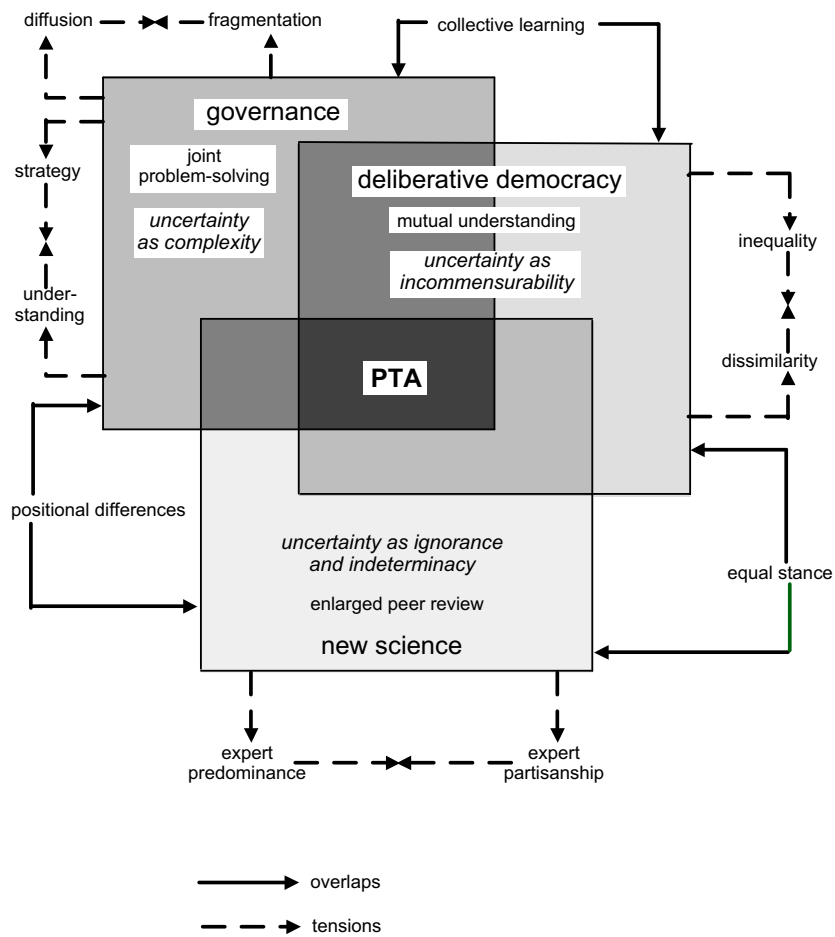 diffusion
fragmentation
collective learning
governance
joint
problem-solving
deliberative democracy
strategy
mutual understanding
uncertainty
as complexity
inequality
uncertainty as
incommensurability
under-
standing
dissimilarity
PTA
positional differences
uncertainty as ignorance
and indeterminacy
equal stance
enlarged peer review
new science
expert
predominance
expert
partisanship
overlaps
tensions